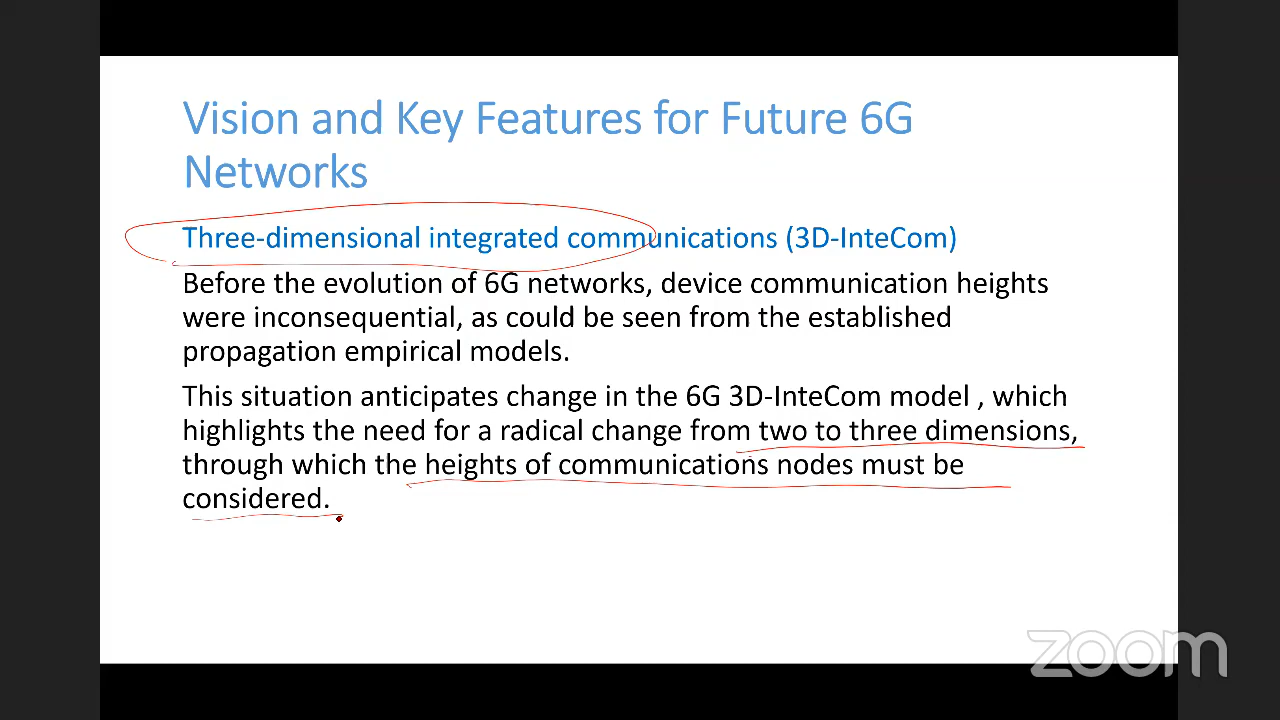 Vision and Key Features for Future 6G
Networks
Three-dimensional integrated communications (3D-InteCom)
Before the evolution of 6G networks, device communication heights
were inconsequential, as could be seen from the established
propagation empirical models.
This situation anticipates change in the 6G 3D-InteCom model , which
highlights the need for a radical change from two to three dimensions,
through which the heights of communications nodes must be
considered.
zoom